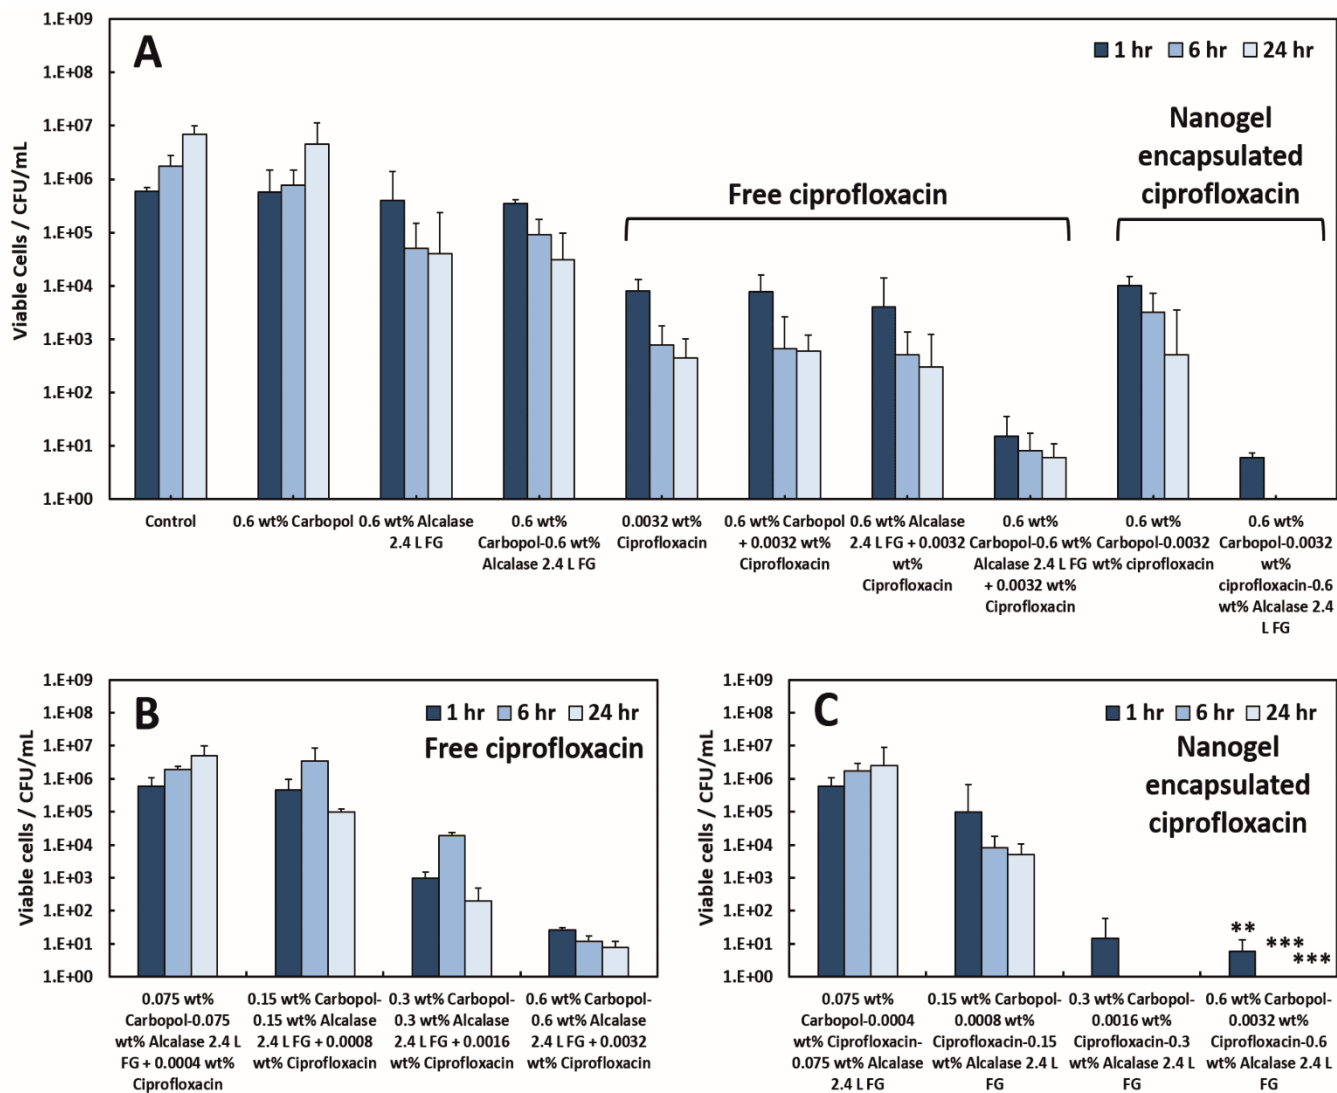 A
1 hr 6 hr 24 hr
Viable Cells / CFU/mL
1.E+09
1.E+08
1.E+07
1.E+06
1.E+05
1.E+04
1.E+03
1.E+02
1.E+01
1.E+00
Free ciprofloxacin
Nanogel
encapsulated
ciprofloxacin
Control
0.6 wt% Carbopol
0.6 wt% Alcalase
2.4 L FG
0.6 wt%
Carbopol-0.6 wt%
Alcalase 2.4 L FG
0.0032 wt%
Ciprofloxacin
0.6 wt% Carbopol
+ 0.0032 wt%
Ciprofloxacin
0.6 wt% Alcalase
2.4 L FG + 0.0032
wt%
Ciprofloxacin
0.6 wt%
Carbopol-0.6 wt%
Alcalase 2.4 L FG
+ 0.0032 wt%
Ciprofloxacin
0.6 wt%
Carbopol-0.0032
wt% ciprofloxacin
0.6 wt%
Carbopol-0.0032
wt%
ciprofloxacin-0.6
wt% Alcalase 2.4
L FG
B
1 hr 6 hr 24 hr
Free ciprofloxacin
Viable cells / CFU/mL
1.E+09
1.E+08
1.E+07
1.E+06
1.E+05
1.E+04
1.E+03
1.E+02
1.E+01
1.E+00
0.075 wt%
Carbopol-0.075
wt% Alcalase 2.4 L
FG + 0.0004 wt%
Ciprofloxacin
0.15 wt% Carbopol-
0.15 wt% Alcalase
2.4 L FG + 0.0008
wt% Ciprofloxacin
0.3 wt% Carbopol-
0.3 wt% Alcalase
2.4 L FG + 0.0016
wt% Ciprofloxacin
0.6 wt% Carbopol-
0.6 wt% Alcalase
2.4 L FG + 0.0032
wt% Ciprofloxacin
C
1 hr 6 hr 24 hr
Nanogel
encapsulated
ciprofloxacin
Viable cells / CFU/mL
1.E+09
1.E+08
1.E+07
1.E+06
1.E+05
1.E+04
1.E+03
1.E+02
1.E+01
1.E+00
**
***
***
0.075 wt%
Carbopol-0.0004
wt% Ciprofloxacin-
0.075 wt% Alcalase
2.4 L FG
0.15 wt% Carbopol-
0.0008 wt%
Ciprofloxacin-0.15
wt% Alcalase 2.4 L
FG
0.3 wt% Carbopol-
0.0016 wt%
Ciprofloxacin-0.3
wt% Alcalase 2.4 L
FG
0.6 wt% Carbopol-
0.0032 wt%
Ciprofloxacin-0.6
wt% Alcalase 2.4 L
FG